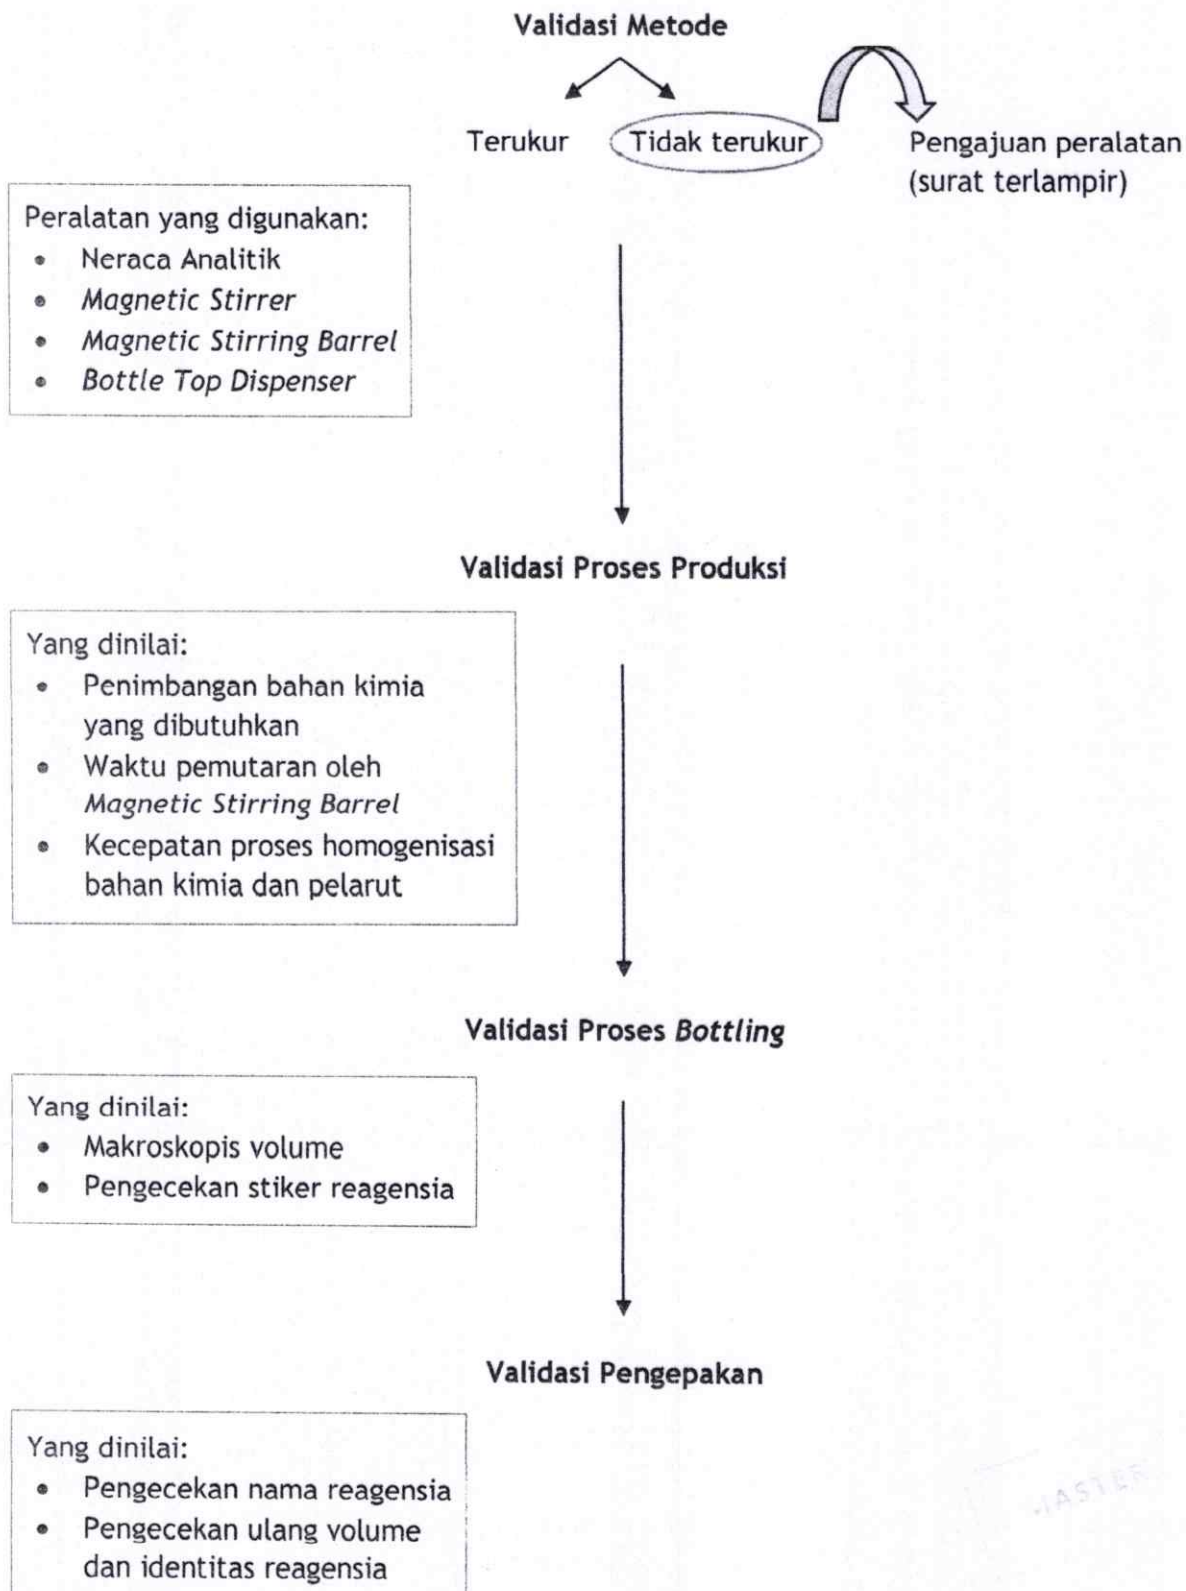 Validasi Metode
Terukur
Tidak terukur
Pengajuan peralatan
(surat terlampir)
Peralatan yang digunakan:
• Neraca Analitik
• Magnetic Stirrer
• Magnetic Stirring Barrel
• Bottle Top Dispenser
Validasi Proses Produksi
Yang dinilai:
• Penimbangan bahan kimia
yang dibutuhkan
• Waktu pemutaran oleh
Magnetic Stirring Barrel
• Kecepatan proses homogenisasi
bahan kimia dan pelarut
Validasi Proses Bottling
Yang dinilai:
• Makroskopis volume
• Pengecekan stiker reagensia
Validasi Pengepakan
Yang dinilai:
• Pengecekan nama reagensia
• Pengecekan ulang volume
dan identitas reagensia
MASTER